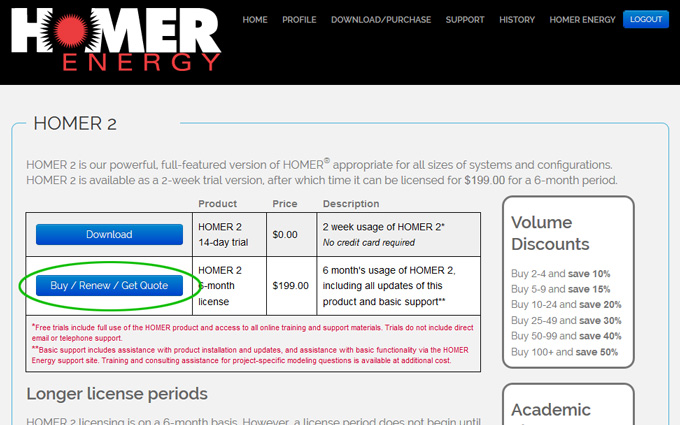 HOMER
ENERGY
HOME PROFILE DOWNLOAD/PURCHASE SUPPORT HISTORY HOMER ENERGY LOGOUT
HOMER 2
HOMER 2 is our powerful, full-featured version of HOMER® appropriate for all sizes of systems and configurations.
HOMER 2 is available as a 2-week trial version, after which time it can be licensed for $199.00 for a 6-month period.
Product Price Description
Download
HOMER 2
14-day trial
$0.00
2 week usage of HOMER 2*
No credit card required
Buy / Renew / Get Quote
HOMER 2
6-month
license
$199.00
6 month's usage of HOMER 2,
including all updates of this
product and basic support**
*Free trials include full use of the HOMER product and access to all online training and support materials. Trials do not include direct
email or telephone support.
**Basic support includes assistance with product installation and updates, and assistance with basic functionality via the HOMER
Energy support site. Training and consulting assistance for project-specific modeling questions is available at additional cost.
Longer license periods
HOMER 2 licensing is on a 6-month basis. However, a license period does not begin until
Volume
Discounts
Buy 2-4 and save 10%
Buy 5-9 and save 15%
Buy 10-24 and save 20%
Buy 25-49 and save 30%
Buy 50-99 and save 40%
Buy 100+ and save 50%
Academic